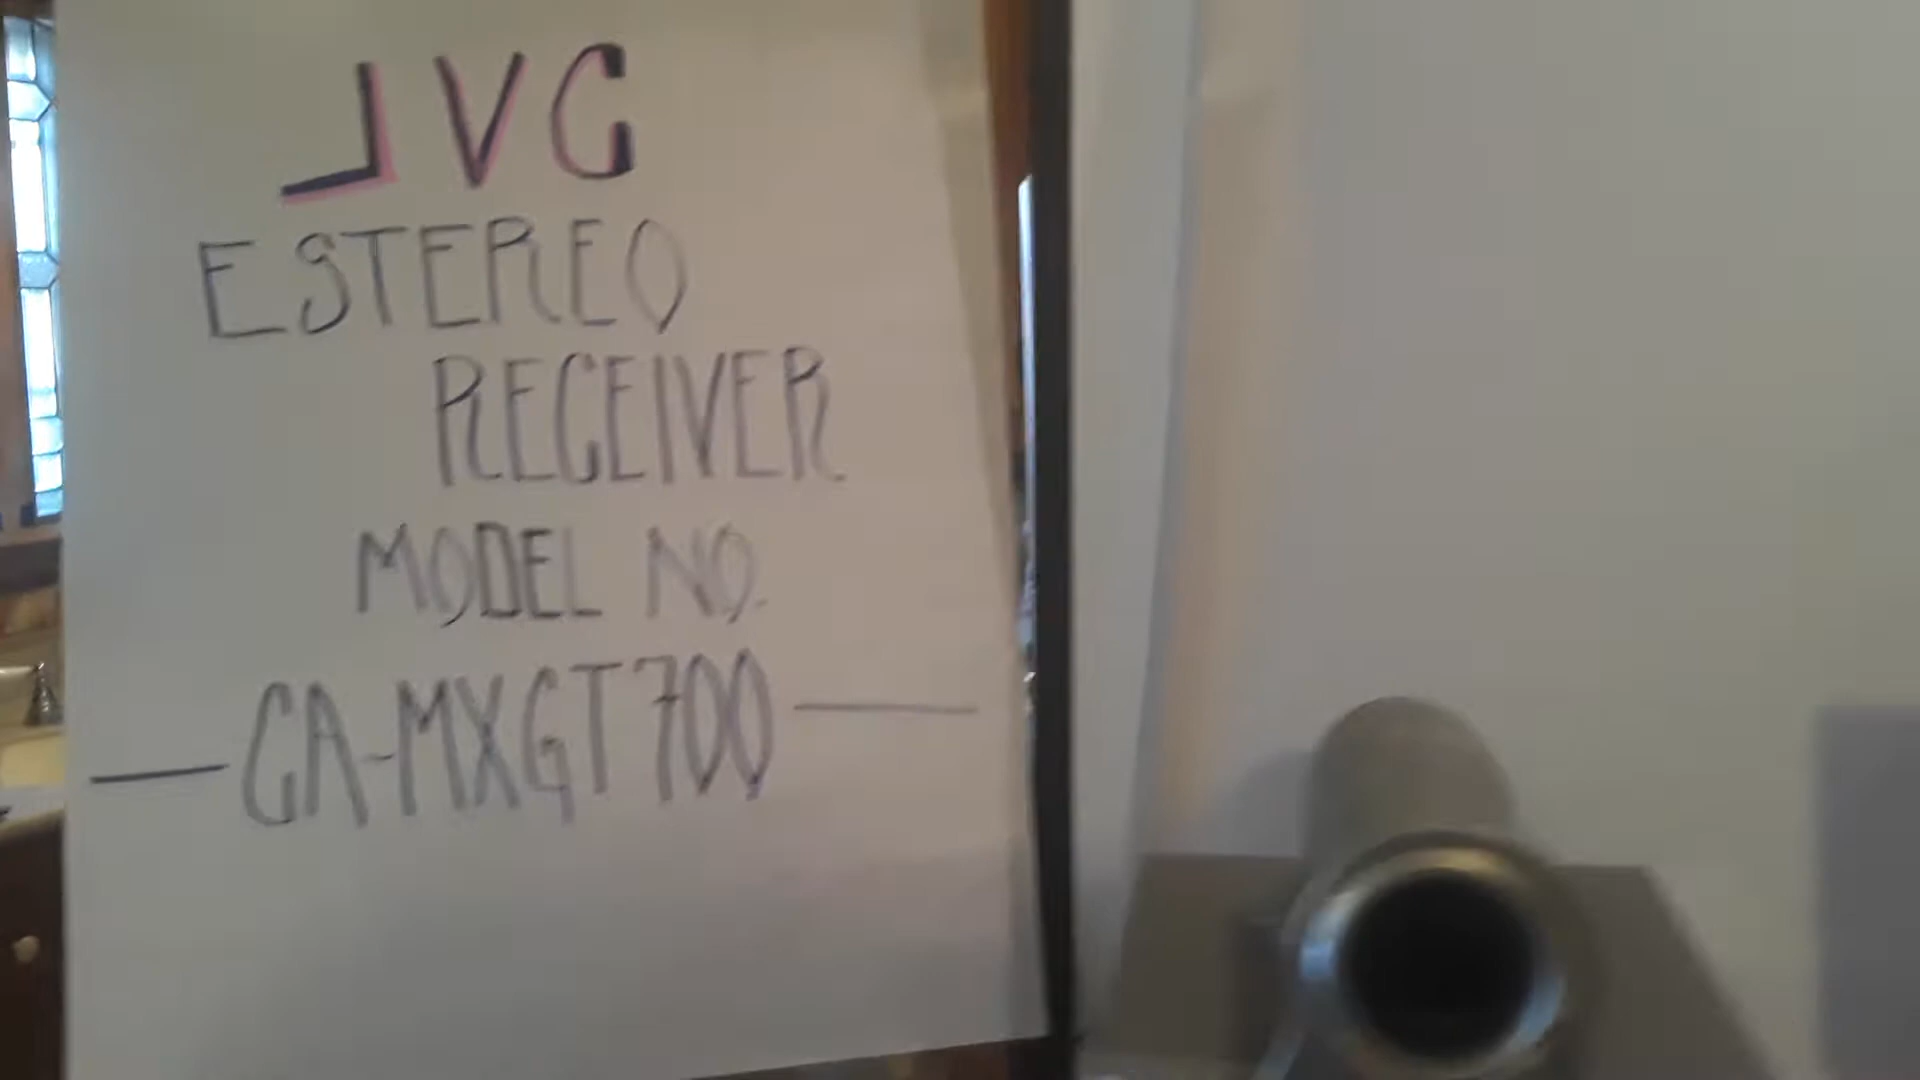 JVC
ESTEREO
RECEIVER
MODEL NO.
— CA-MXGT700 —